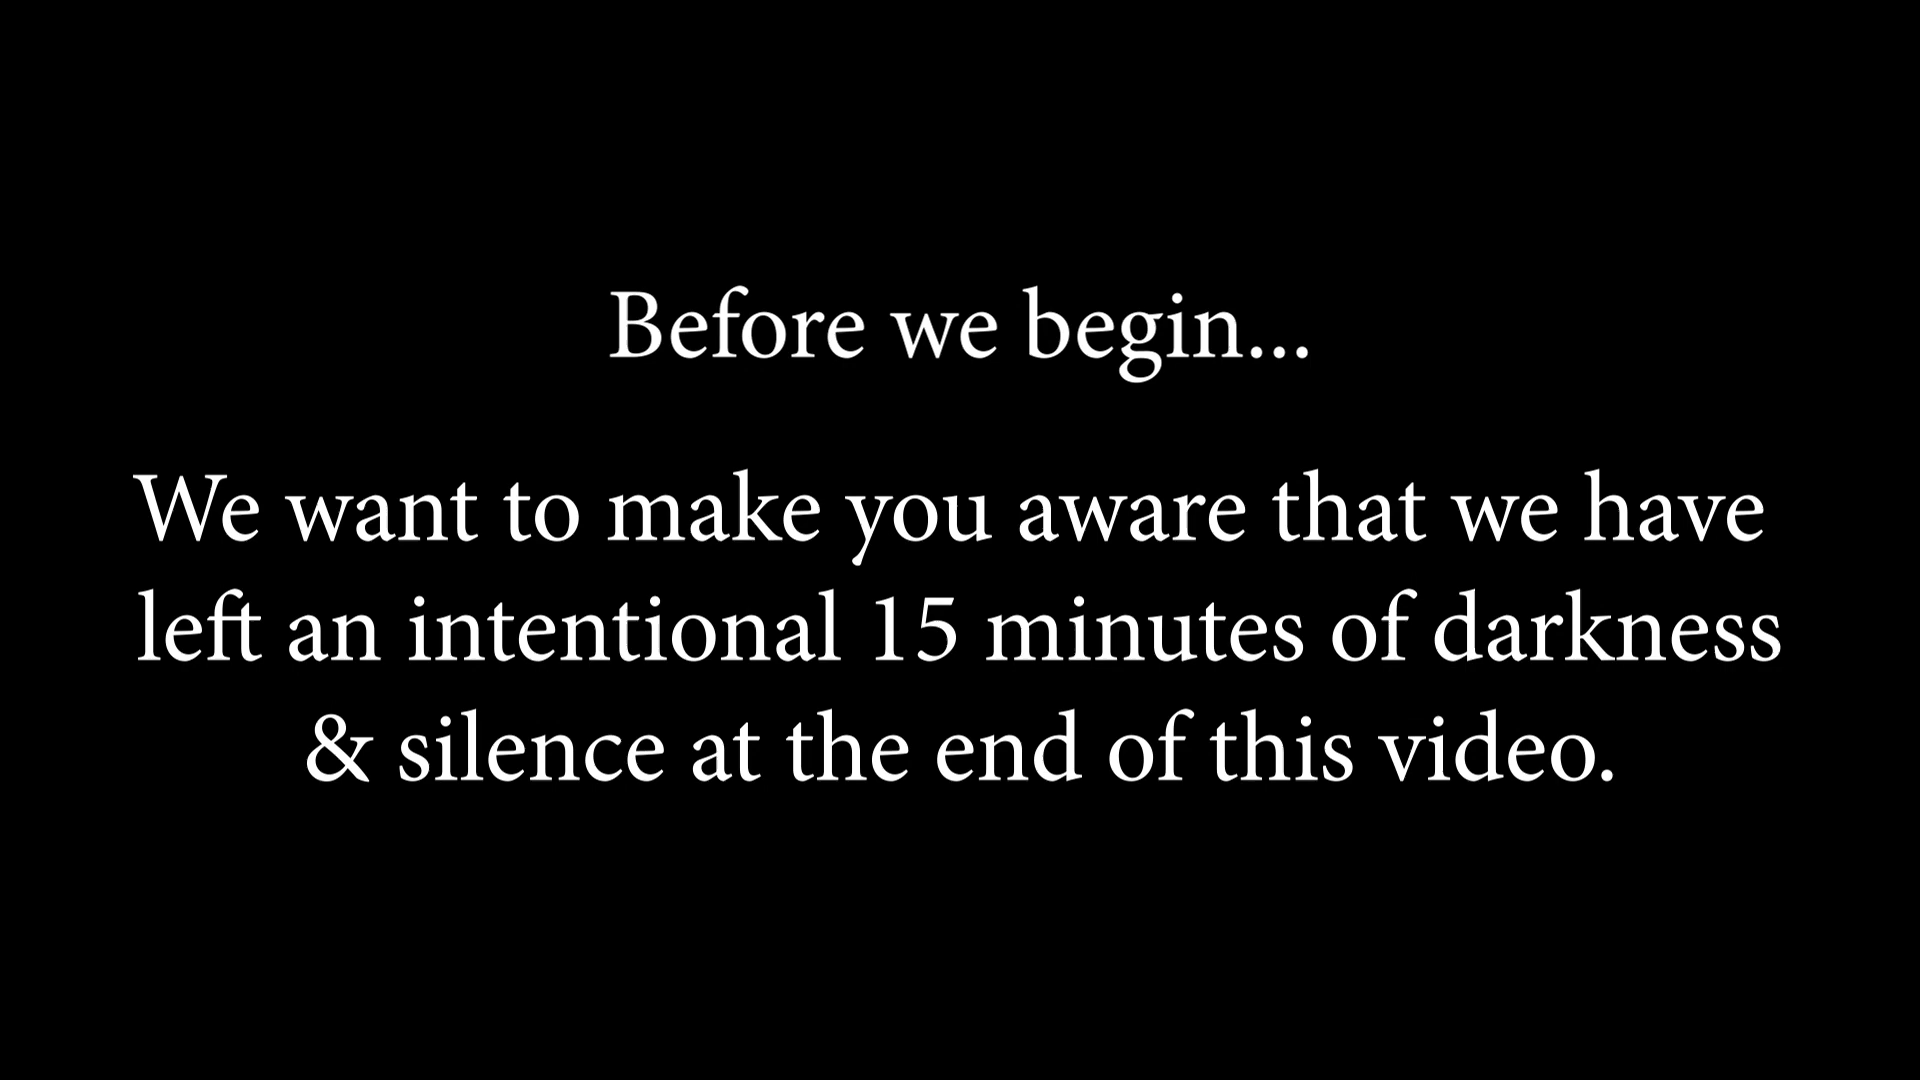 Before we begin...
We want to make you aware that we have
left an intentional 15 minutes of darkness
& silence at the end of this video.